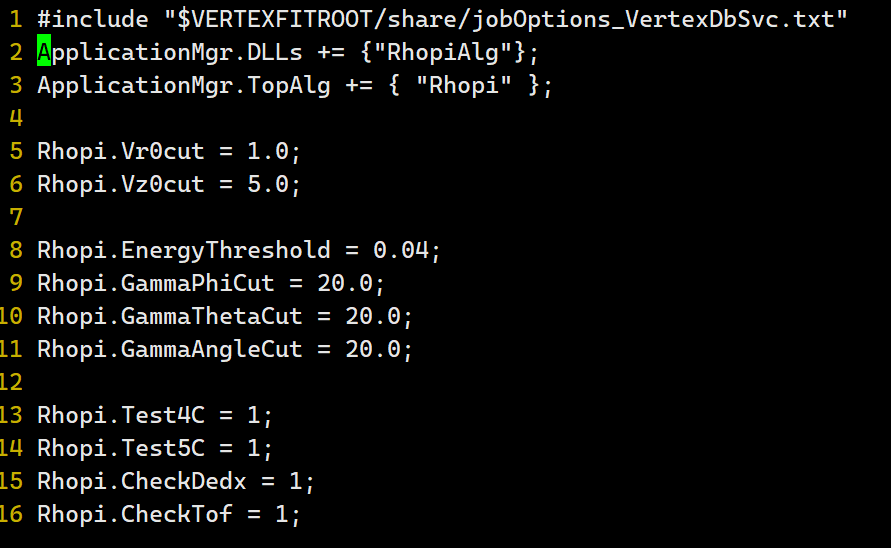 1 #include "$VERTEXFITROOT/share/jobOptions_VertexDbSvc.txt"
2 ApplicationMgr.DLLs += {"RhopiAlg"};
3 ApplicationMgr.TopAlg += { "Rhopi" };
4
5 Rhopi.Vr0cut = 1.0;
6 Rhopi.Vz0cut = 5.0;
7
8 Rhopi.EnergyThreshold = 0.04;
9 Rhopi.GammaPhiCut = 20.0;
10 Rhopi.GammaThetaCut = 20.0;
11 Rhopi.GammaAngleCut = 20.0;
12
13 Rhopi.Test4C = 1;
14 Rhopi.Test5C = 1;
15 Rhopi.CheckDedx = 1;
16 Rhopi.CheckTof = 1;